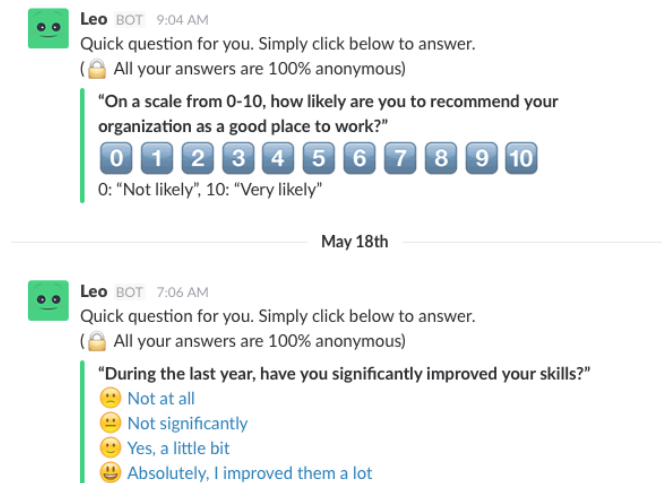 Leo BOT 9:04 AM
Quick question for you. Simply click below to answer.
(🔒 All your answers are 100% anonymous)
“On a scale from 0-10, how likely are you to recommend your
organization as a good place to work?”
0 1 2 3 4 5 6 7 8 9 10
0: “Not likely”, 10: “Very likely”
May 18th
Leo BOT 7:06 AM
Quick question for you. Simply click below to answer.
(🔒 All your answers are 100% anonymous)
“During the last year, have you significantly improved your skills?”
🙁 Not at all
😐 Not significantly
🙂 Yes, a little bit
😃 Absolutely, I improved them a lot